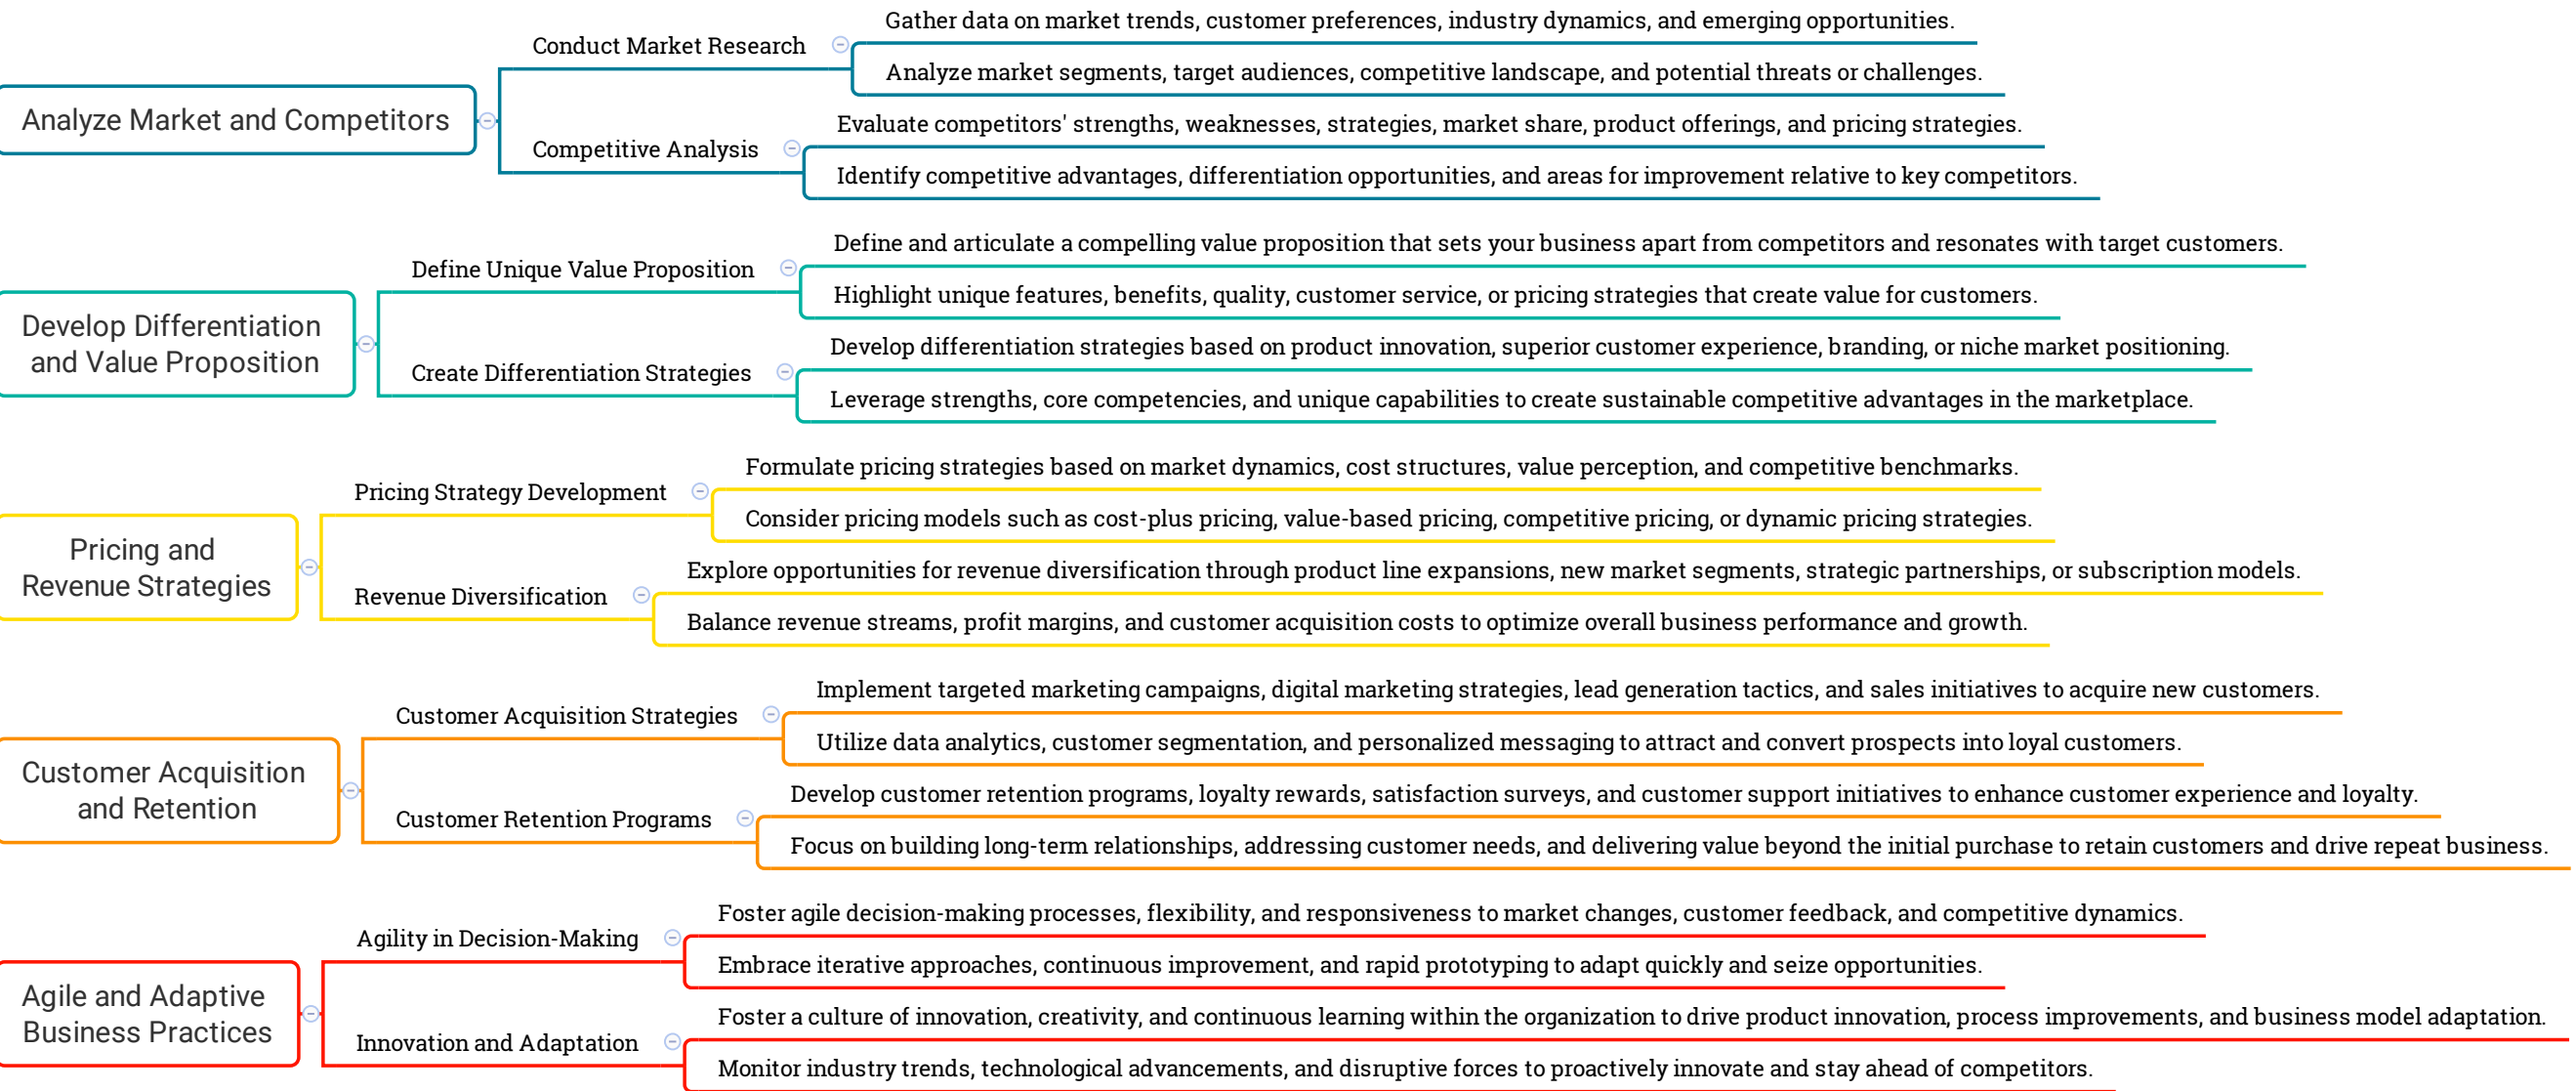 Analyze Market and Competitors
Conduct Market Research
Gather data on market trends, customer preferences, industry dynamics, and emerging opportunities.
Analyze market segments, target audiences, competitive landscape, and potential threats or challenges.
Competitive Analysis
Evaluate competitors' strengths, weaknesses, strategies, market share, product offerings, and pricing strategies.
Identify competitive advantages, differentiation opportunities, and areas for improvement relative to key competitors.
Develop Differentiation
and Value Proposition
Define Unique Value Proposition
Define and articulate a compelling value proposition that sets your business apart from competitors and resonates with target customers.
Highlight unique features, benefits, quality, customer service, or pricing strategies that create value for customers.
Create Differentiation Strategies
Develop differentiation strategies based on product innovation, superior customer experience, branding, or niche market positioning.
Leverage strengths, core competencies, and unique capabilities to create sustainable competitive advantages in the marketplace.
Pricing and
Revenue Strategies
Pricing Strategy Development
Formulate pricing strategies based on market dynamics, cost structures, value perception, and competitive benchmarks.
Consider pricing models such as cost-plus pricing, value-based pricing, competitive pricing, or dynamic pricing strategies.
Revenue Diversification
Explore opportunities for revenue diversification through product line expansions, new market segments, strategic partnerships, or subscription models.
Balance revenue streams, profit margins, and customer acquisition costs to optimize overall business performance and growth.
Customer Acquisition
and Retention
Customer Acquisition Strategies
Implement targeted marketing campaigns, digital marketing strategies, lead generation tactics, and sales initiatives to acquire new customers.
Utilize data analytics, customer segmentation, and personalized messaging to attract and convert prospects into loyal customers.
Customer Retention Programs
Develop customer retention programs, loyalty rewards, satisfaction surveys, and customer support initiatives to enhance customer experience and loyalty.
Focus on building long-term relationships, addressing customer needs, and delivering value beyond the initial purchase to retain customers and drive repeat business.
Agile and Adaptive
Business Practices
Agility in Decision-Making
Foster agile decision-making processes, flexibility, and responsiveness to market changes, customer feedback, and competitive dynamics.
Embrace iterative approaches, continuous improvement, and rapid prototyping to adapt quickly and seize opportunities.
Innovation and Adaptation
Foster a culture of innovation, creativity, and continuous learning within the organization to drive product innovation, process improvements, and business model adaptation.
Monitor industry trends, technological advancements, and disruptive forces to proactively innovate and stay ahead of competitors.